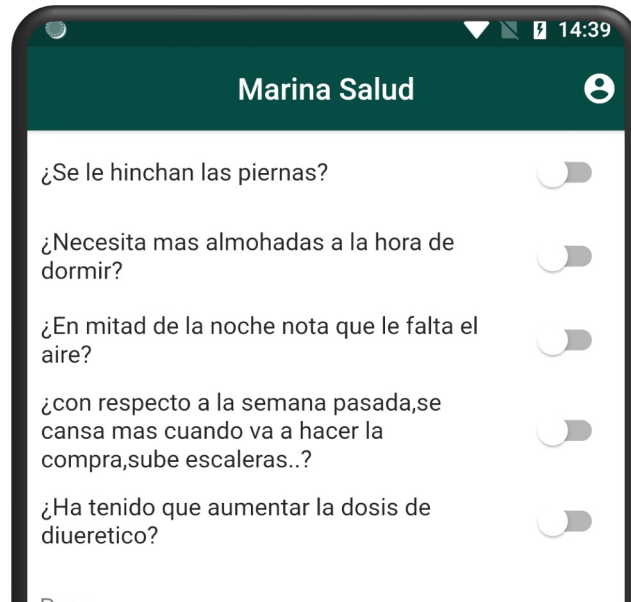 14:39
Marina Salud
¿Se le hinchan las piernas?
¿Necesita mas almohadas a la hora de
dormir?
¿En mitad de la noche nota que le falta el
aire?
¿con respecto a la semana pasada,se
cansa mas cuando va a hacer la
compra,sube escaleras..?
¿Ha tenido que aumentar la dosis de
diueretico?